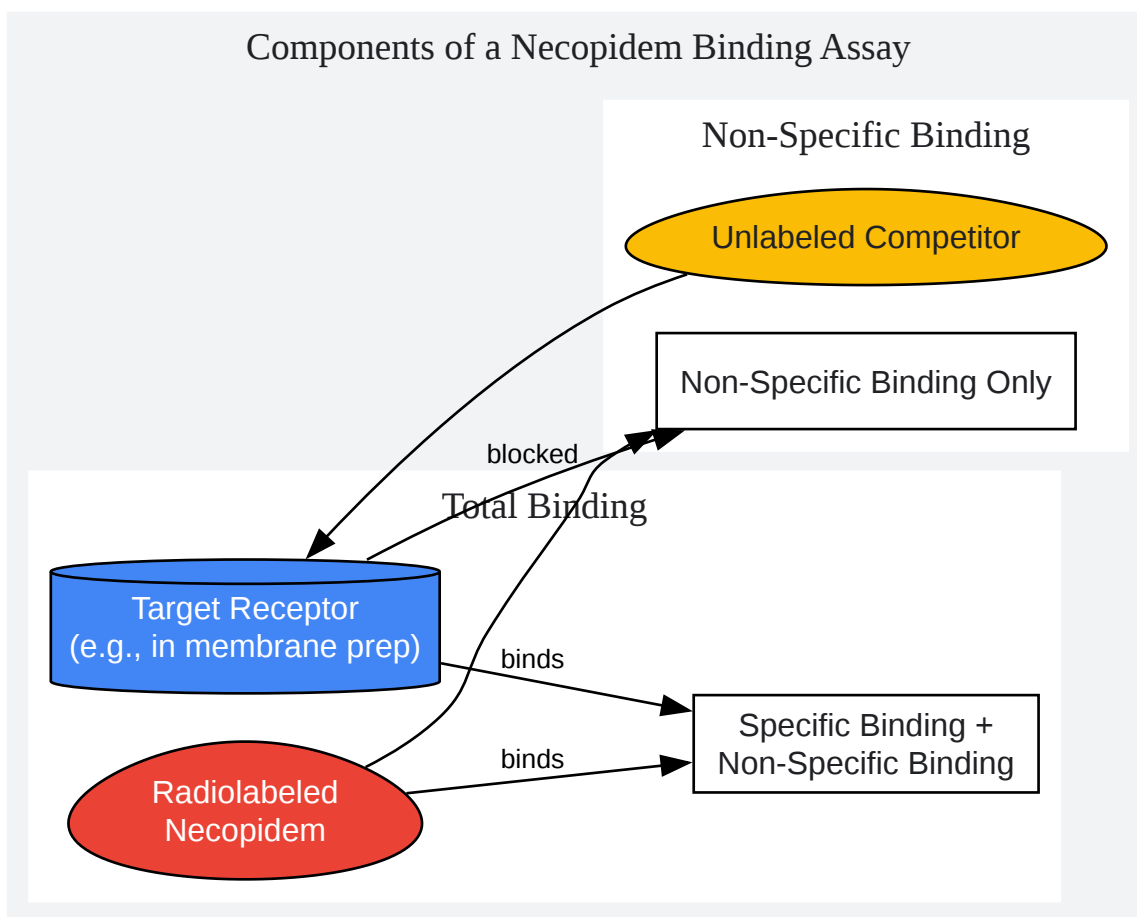 Components of a Necopidem Binding Assay
Non-Specific Binding
Unlabeled Competitor
Non-Specific Binding Only
blocked
Total Binding
Target Receptor
(e.g., in membrane prep)
binds
Specific Binding +
Non-Specific Binding
binds
Radiolabeled
Necopidem